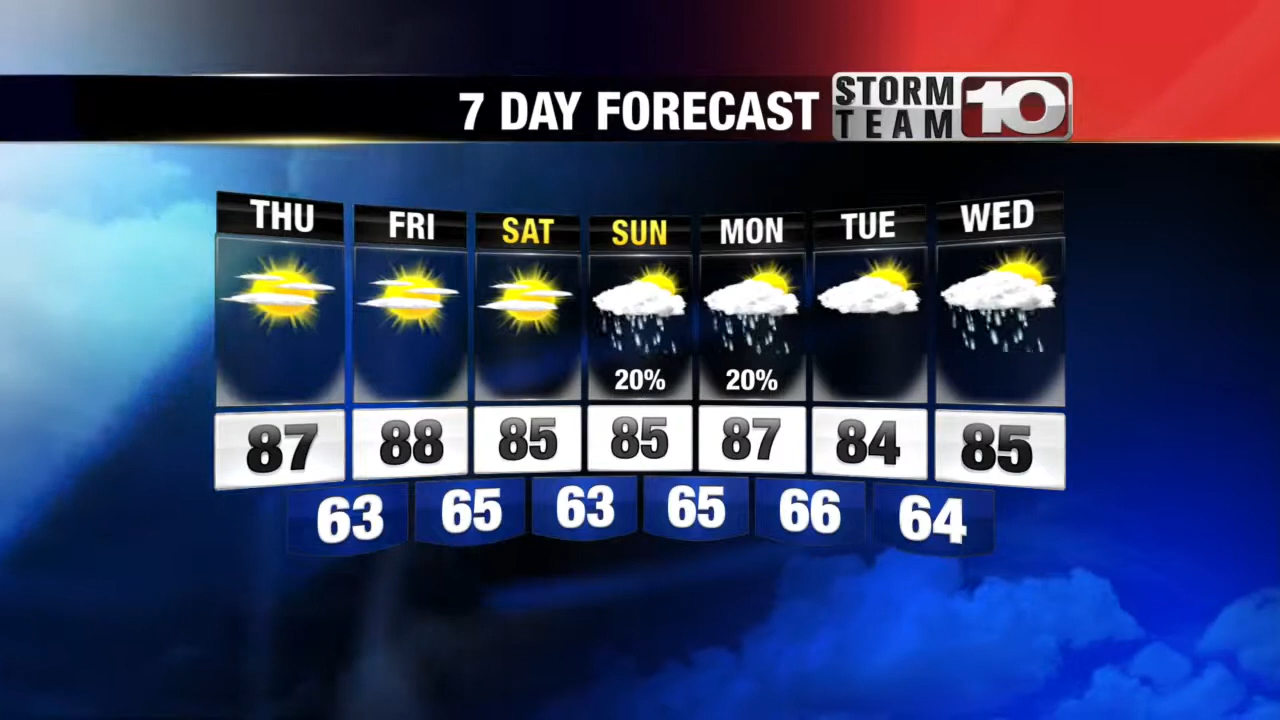 7 DAY FORECAST
STORM
TEAM
10
THU FRI SAT SUN MON TUE WED
20% 20%
87 88 85 85 87 84 85
63 65 63 65 66 64